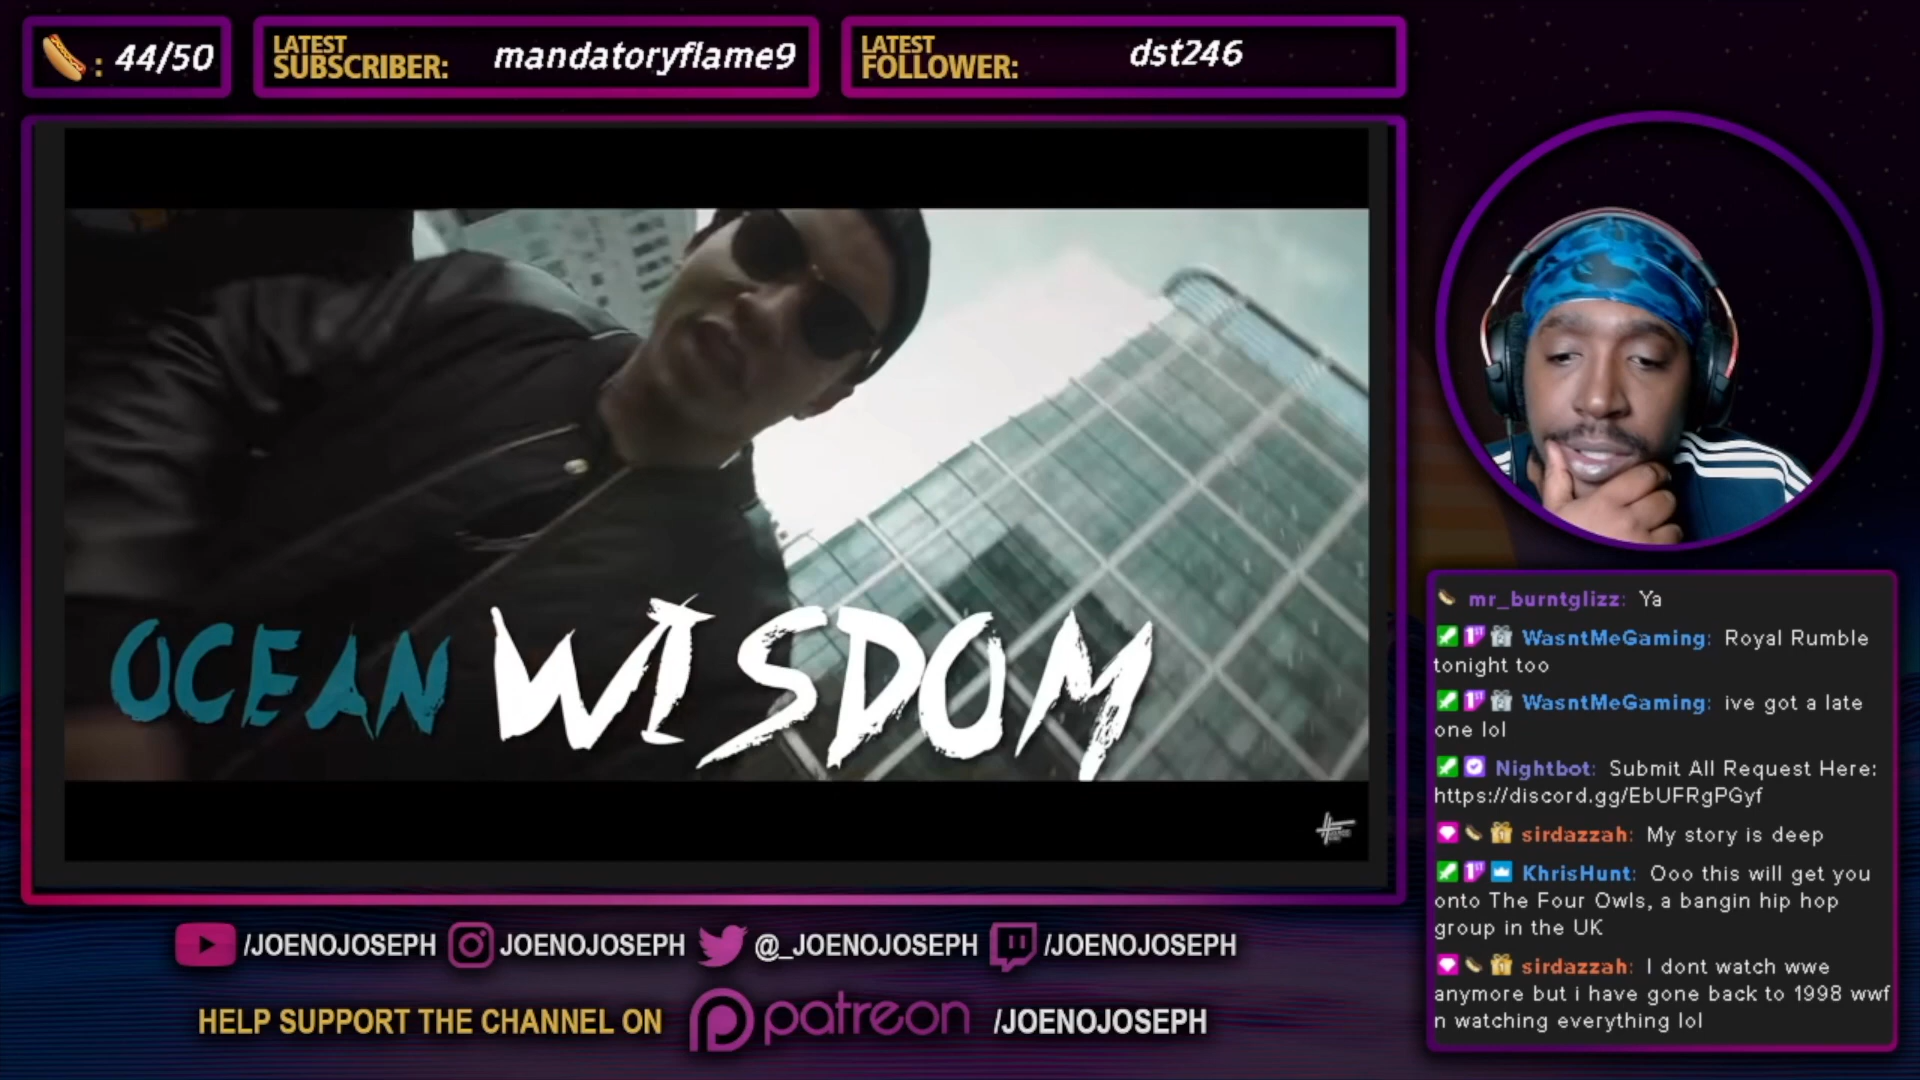 : 44/50
LATEST
SUBSCRIBER: mandatoryflame9
LATEST
FOLLOWER: dst246
OCEAN WISDOM
/JOENOJOSEPH JOENOJOSEPH @_JOENOJOSEPH /JOENOJOSEPH
HELP SUPPORT THE CHANNEL ON patreon /JOENOJOSEPH
mr_burntglizz: Ya
WasntMeGaming: Royal Rumble
tonight too
WasntMeGaming: ive got a late
one lol
Nightbot: Submit All Request Here:
https://discord.gg/EbUFRgPGyf
sirdazzah: My story is deep
KhrisHunt: Ooo this will get you
onto The Four Owls, a bangin hip hop
group in the UK
sirdazzah: I dont watch wwe
anymore but i have gone back to 1998 wwf
n watching everything lol